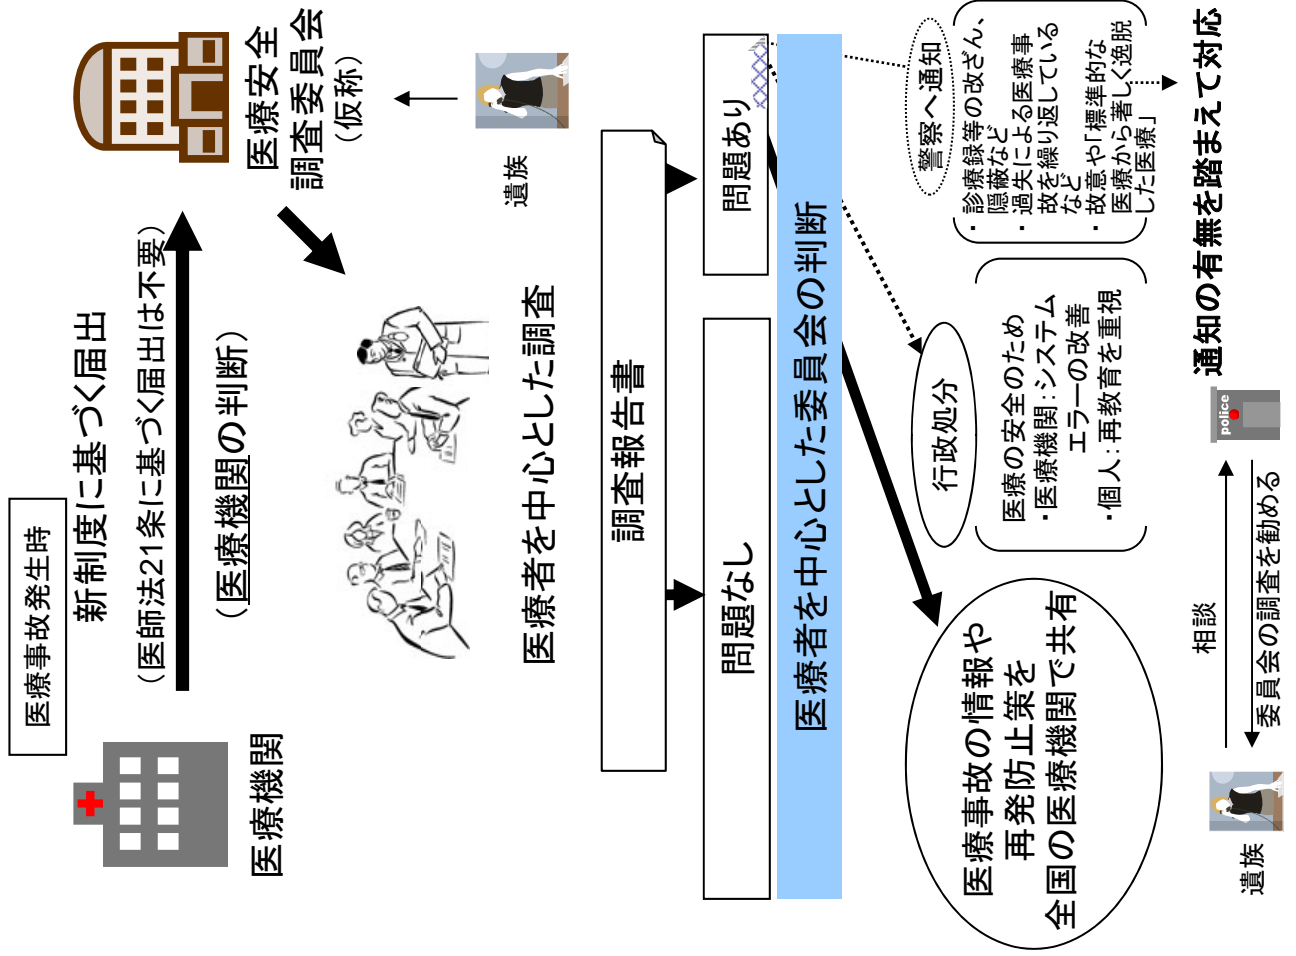 医療事故発生時
新制度に基づく届出
（医師法21条に基づく届出は不要）
（医療機関の判断）
医療機関
医療安全
調査委員会
（仮称）
遺族
医療者を中心とした調査
調査報告書
問題なし
問題あり
医療者を中心とした委員会の判断
医療事故の情報や
再発防止策を
全国の医療機関で共有
行政処分
医療の安全のため
・医療機関：システム
エラーの改善
・個人：再教育を重視
警察へ通知
・診療録等の改ざん、
隠蔽など
・過失による医療事
故を繰り返している
など
・故意や「標準的な
医療から著しく逸脱
した医療」
通知の有無を踏まえて対応
police
相談
委員会の調査を勧める
遺族